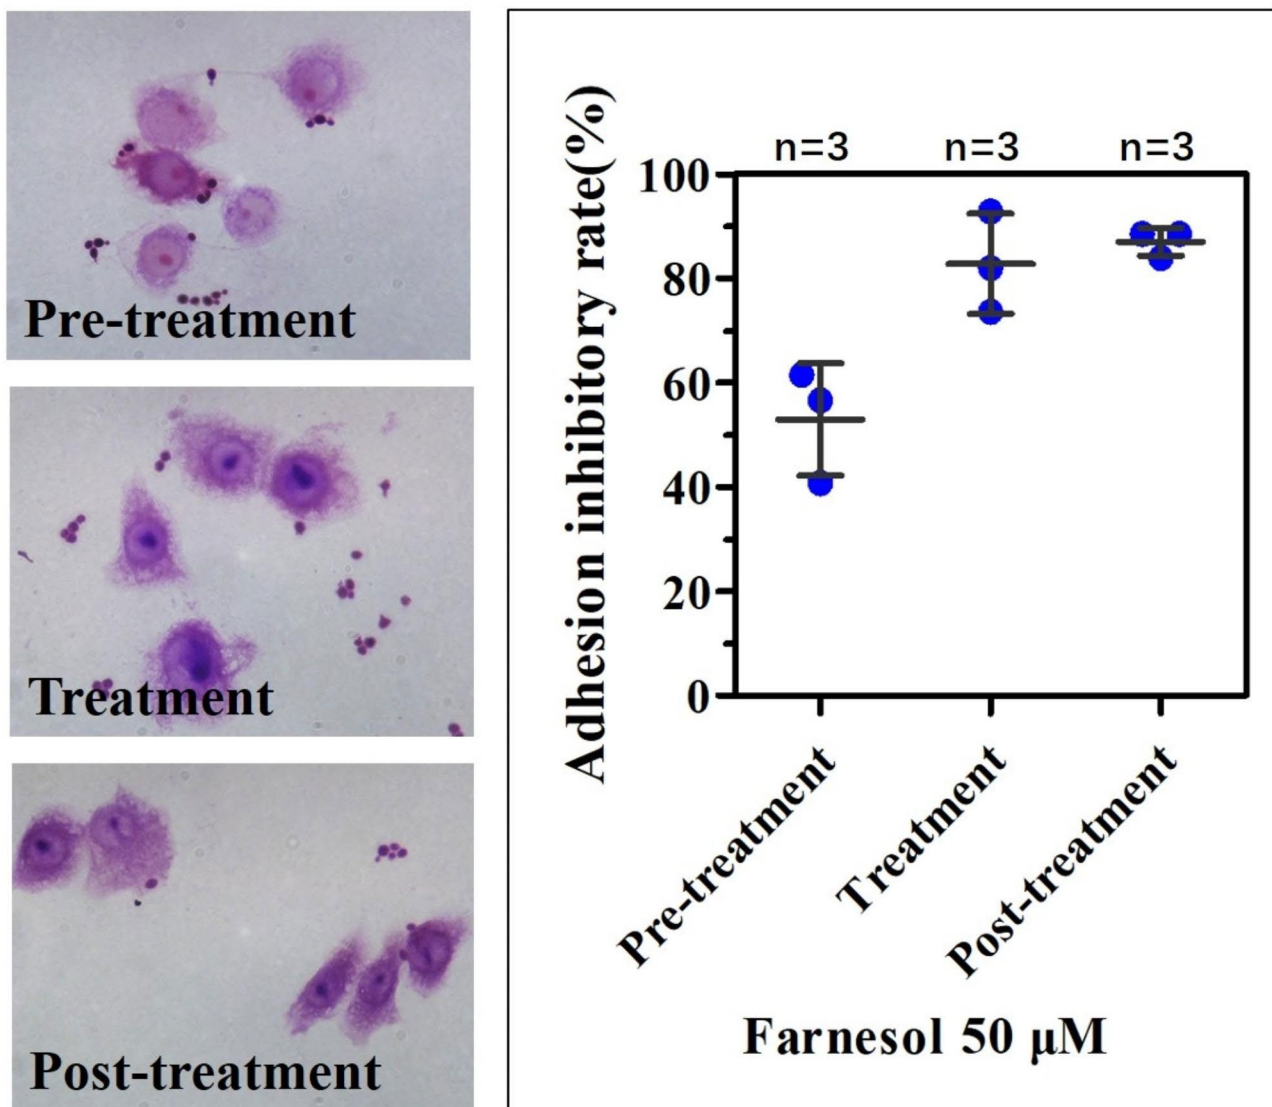 Pre-treatment
Treatment
Post-treatment
Adhesion inhibitory rate(%)
n=3 n=3 n=3
100
80
60
40
20
0
Pre-treatment
Treatment
Post-treatment
Farnesol 50 μM